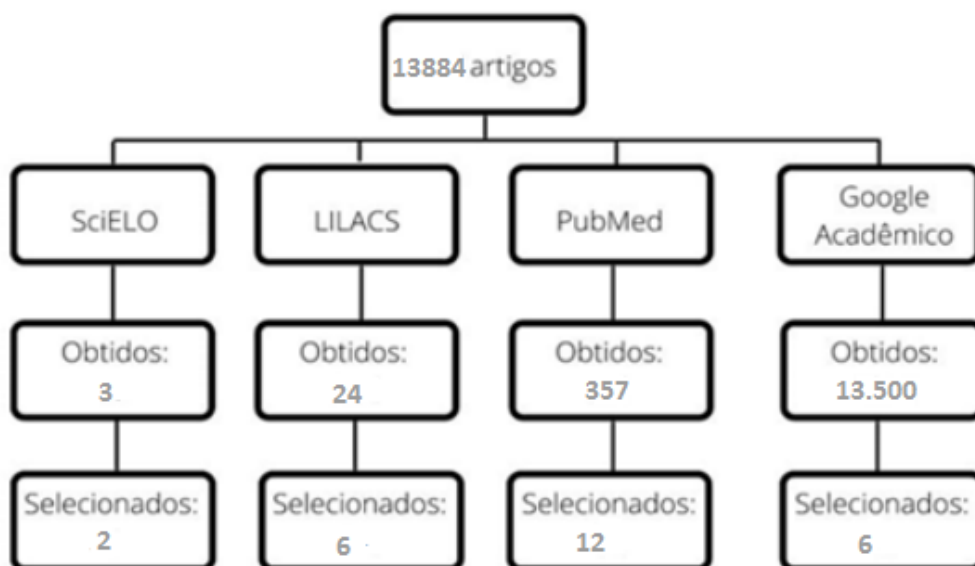 13884 artigos
SciELO
LILACS
PubMed
Google
Acadêmico
Obtidos:
3
Obtidos:
24
Obtidos:
357
Obtidos:
13.500
Selecionados:
2
Selecionados:
6
Selecionados:
12
Selecionados:
6